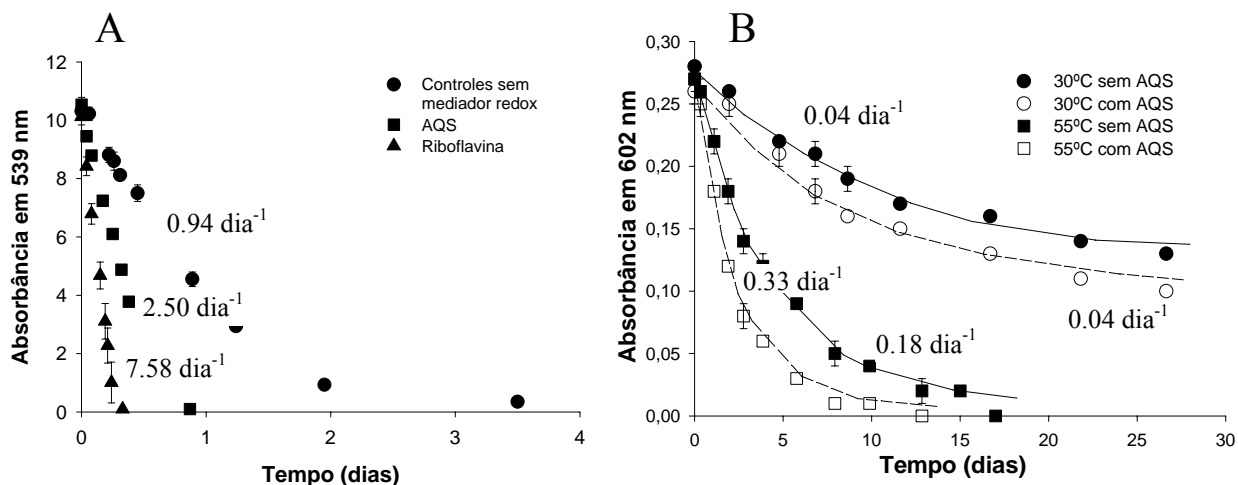 A
Absorbância em 539 nm
12
10
8
6
4
2
0
0
1
2
3
4
Tempo (dias)
Controles sem
mediador redox
AQS
Riboflavina
0.94 dia⁻¹
2.50 dia⁻¹
7.58 dia⁻¹
B
Absorbância em 602 nm
0,30
0,25
0,20
0,15
0,10
0,05
0,00
0
5
10
15
20
25
30
Tempo (dias)
30ºC sem AQS
30ºC com AQS
55ºC sem AQS
55ºC com AQS
0.04 dia⁻¹
0.33 dia⁻¹
0.04 dia⁻¹
0.18 dia⁻¹